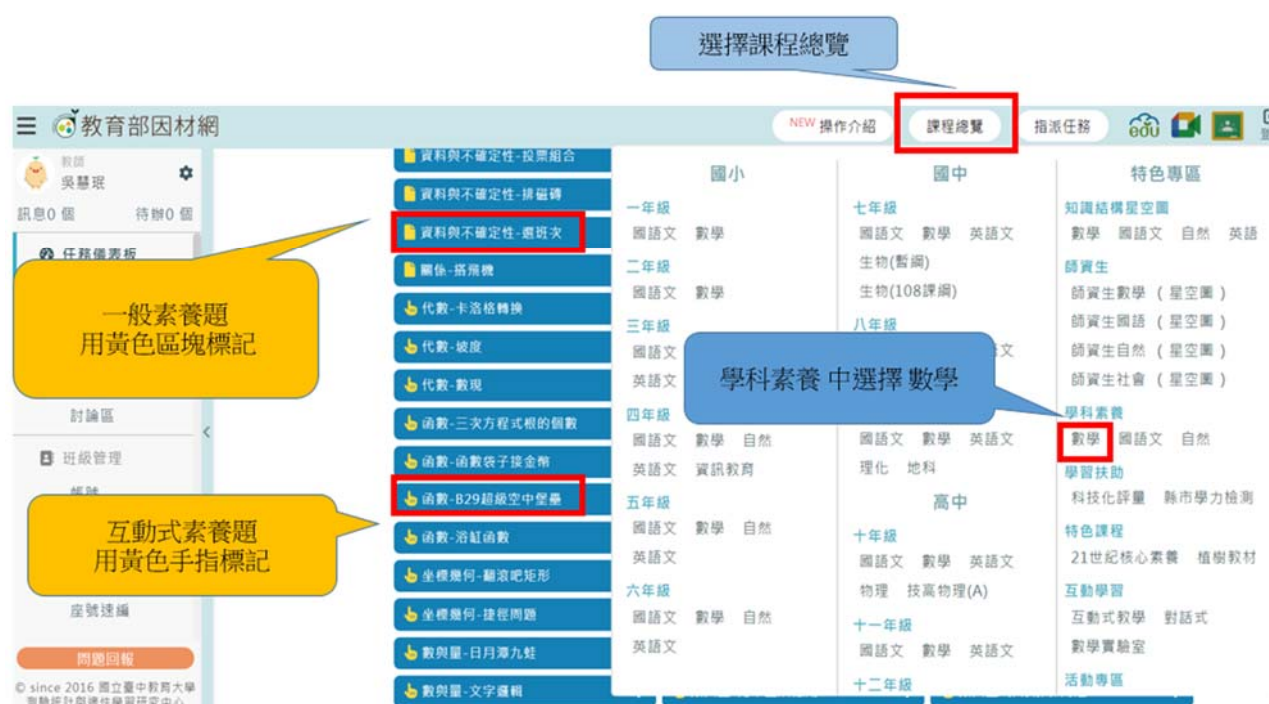 選擇課程總覽
教育部因材網
NEW 操作介紹
課程總覽
指派任務
教師
吳慧珉
訊息0 個 待辦0 個
任務儀表板
一般素養題
用黃色區塊標記
討論區
班級管理
互動式素養題
用黃色手指標記
座號速編
問題回報
© since 2016 國立臺中教育大學
測驗統計與適性學習研究中心
資料與不確定性-投票組合
資料與不確定性-排磁磚
資料與不確定性-選班次
關係-搭飛機
代數-卡洛格轉換
代數-坡度
代數-數現
函數-三次方程式根的個數
函數-函數袋子接金幣
函數-B29超級空中堡壘
函數-浴缸函數
坐標幾何-翻滾吧矩形
坐標幾何-捷徑問題
數與量-日月潭九蛙
數與量-文字邏輯
國小
一年級
國語文 數學
二年級
國語文 數學
三年級
國語文
英語文
四年級
國語文 數學 自然
英語文 資訊教育
五年級
國語文 數學 自然
英語文
六年級
國語文 數學 自然
英語文
國中
七年級
國語文 數學 英語文
生物(暫綱)
生物(108課綱)
八年級
學科素養 中選擇 數學
國語文 數學 英語文
理化 地科
高中
十年級
國語文 數學 英語文
物理 技高物理(A)
十一年級
國語文 數學 英語文
十二年級
特色專區
知識結構星空圖
數學 國語文 自然 英語
師資生
師資生數學 ( 星空圖 )
師資生國語 ( 星空圖 )
師資生自然 ( 星空圖 )
師資生社會 ( 星空圖 )
學科素養
數學 國語文 自然
學習扶助
科技化評量 縣市學力檢測
特色課程
21世紀核心素養 植樹教材
互動學習
互動式教學 對話式
數學實驗室
活動專區